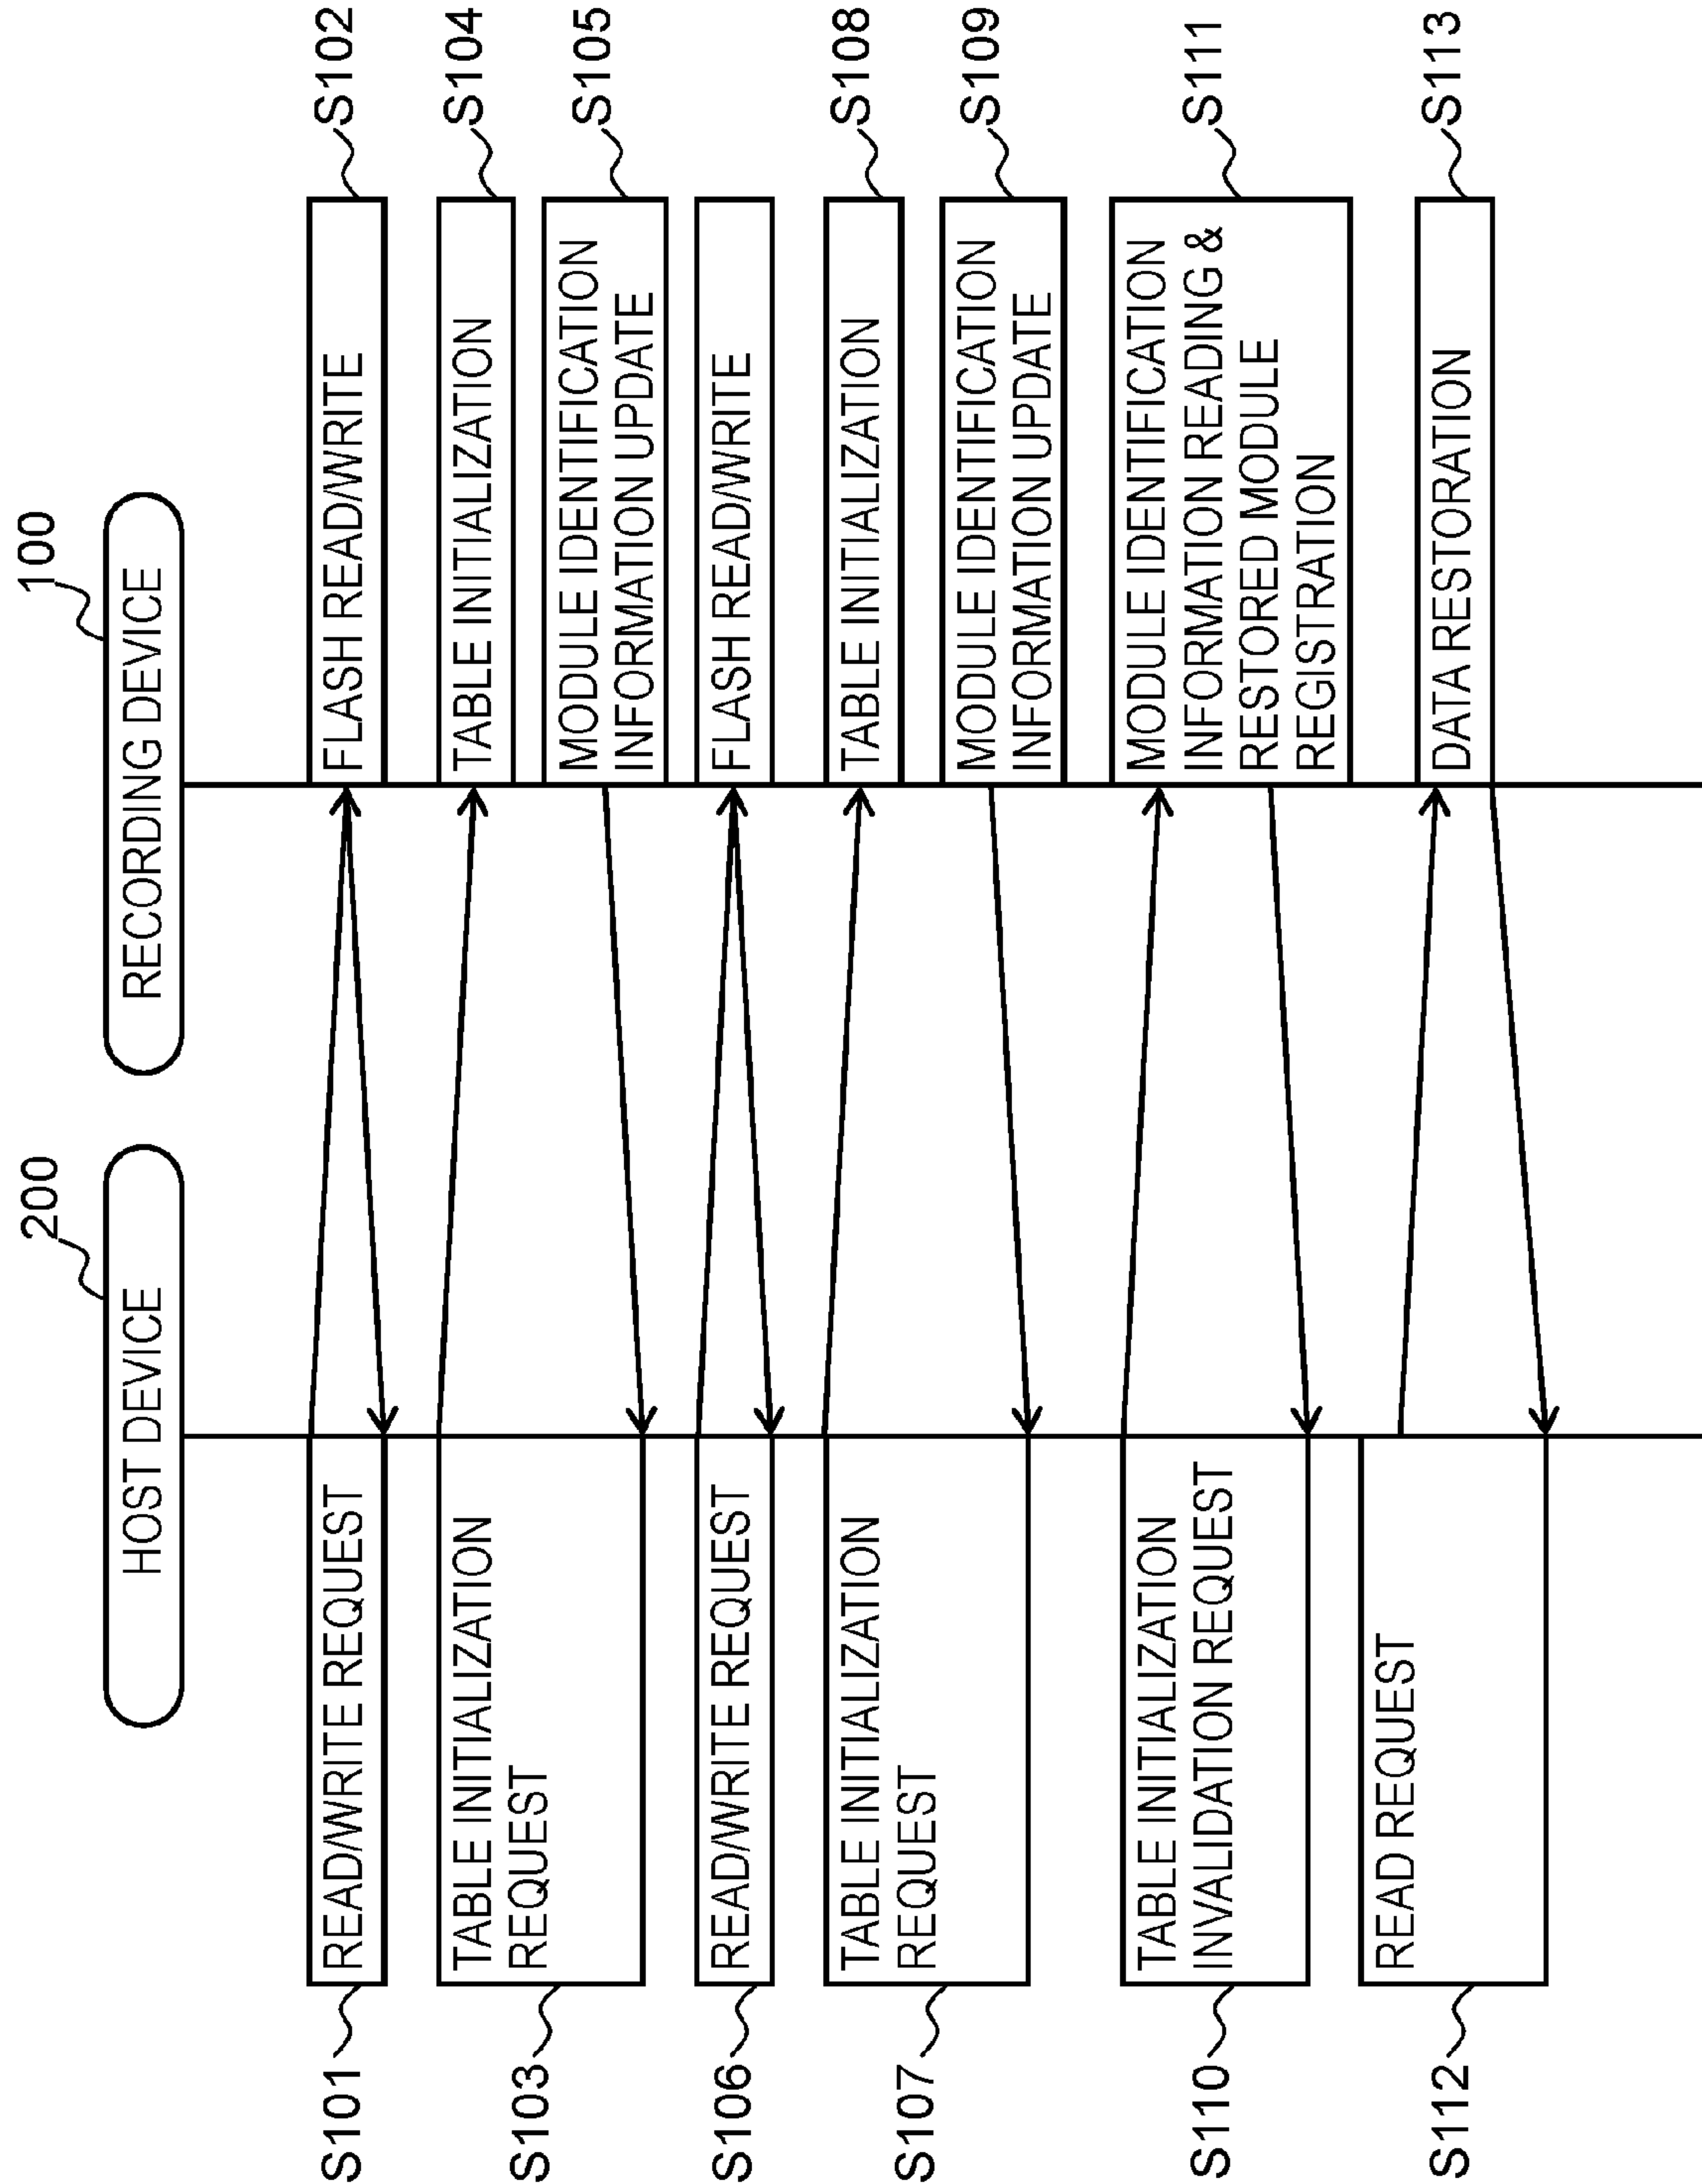 200
100
HOST DEVICE
RECORDING DEVICE
S101
READ/WRITE REQUEST
FLASH READ/WRITE
S102
S103
TABLE INITIALIZATION
REQUEST
TABLE INITIALIZATION
S104
MODULE IDENTIFICATION
INFORMATION UPDATE
S105
S106
READ/WRITE REQUEST
FLASH READ/WRITE
S107
TABLE INITIALIZATION
REQUEST
TABLE INITIALIZATION
S108
MODULE IDENTIFICATION
INFORMATION UPDATE
S109
S110
TABLE INITIALIZATION
INVALIDATION REQUEST
MODULE IDENTIFICATION
INFORMATION READING &
RESTORED MODULE
REGISTRATION
S111
S112
READ REQUEST
DATA RESTORATION
S113